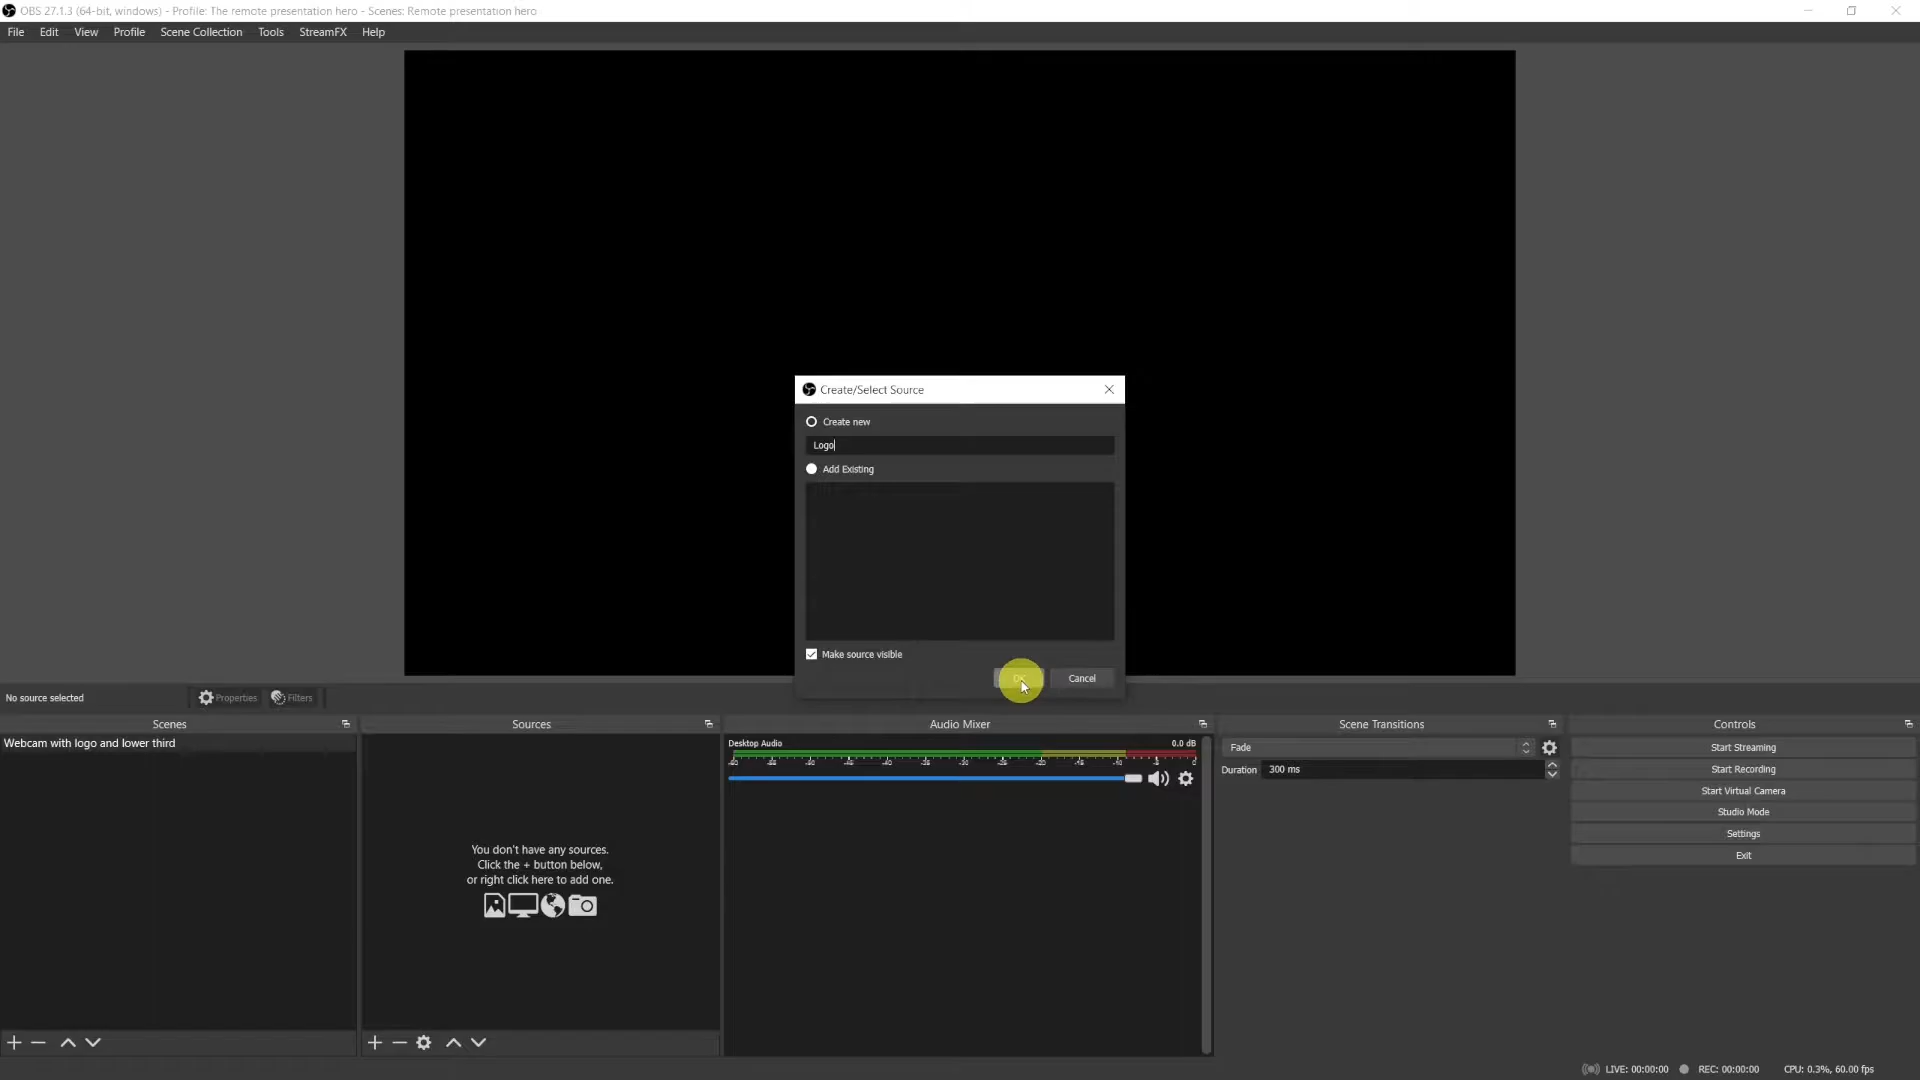 OBS 27.1.3 (64-bit, windows) - Profile: The remote presentation hero - Scenes: Remote presentation hero
File Edit View Profile Scene Collection Tools StreamFX Help
Create/Select Source
Create new
Logo
Add Existing
Make source visible
Cancel
No source selected
Properties
Filters
Scenes
Sources
Audio Mixer
Scene Transitions
Controls
Webcam with logo and lower third
You don't have any sources.
Click the + button below,
or right click here to add one.
Desktop Audio
0.0 dB
Fade
Duration
300 ms
Start Streaming
Start Recording
Start Virtual Camera
Studio Mode
Settings
Exit
LIVE: 00:00:00
REC: 00:00:00
CPU: 0.3%, 60.00 fps